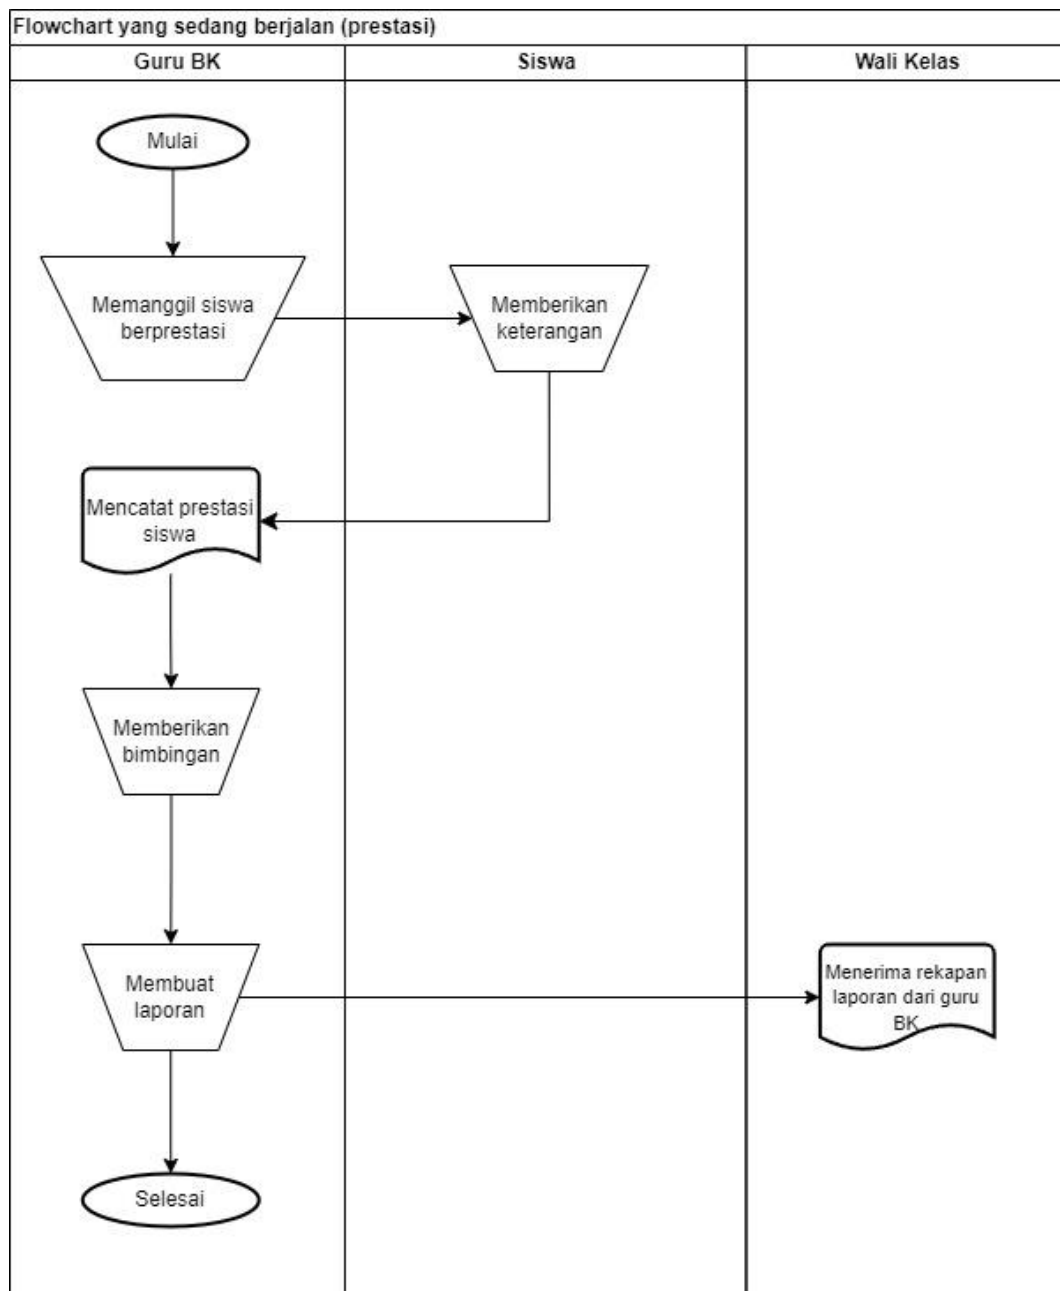 Flowchart yang sedang berjalan (prestasi)
Guru BK
Siswa
Wali Kelas
Mulai
Memanggil siswa
berprestasi
Memberikan
keterangan
Mencatat prestasi
siswa
Memberikan
bimbingan
Membuat
laporan
Menerima rekapan
laporan dari guru
BK
Selesai